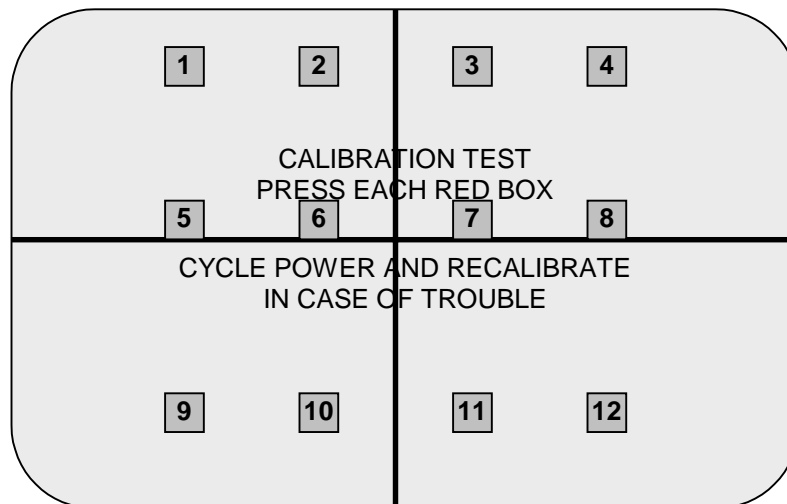 1 2 3 4
CALIBRATION TEST
PRESS EACH RED BOX
5 6 7 8
CYCLE POWER AND RECALIBRATE
IN CASE OF TROUBLE
9 10 11 12